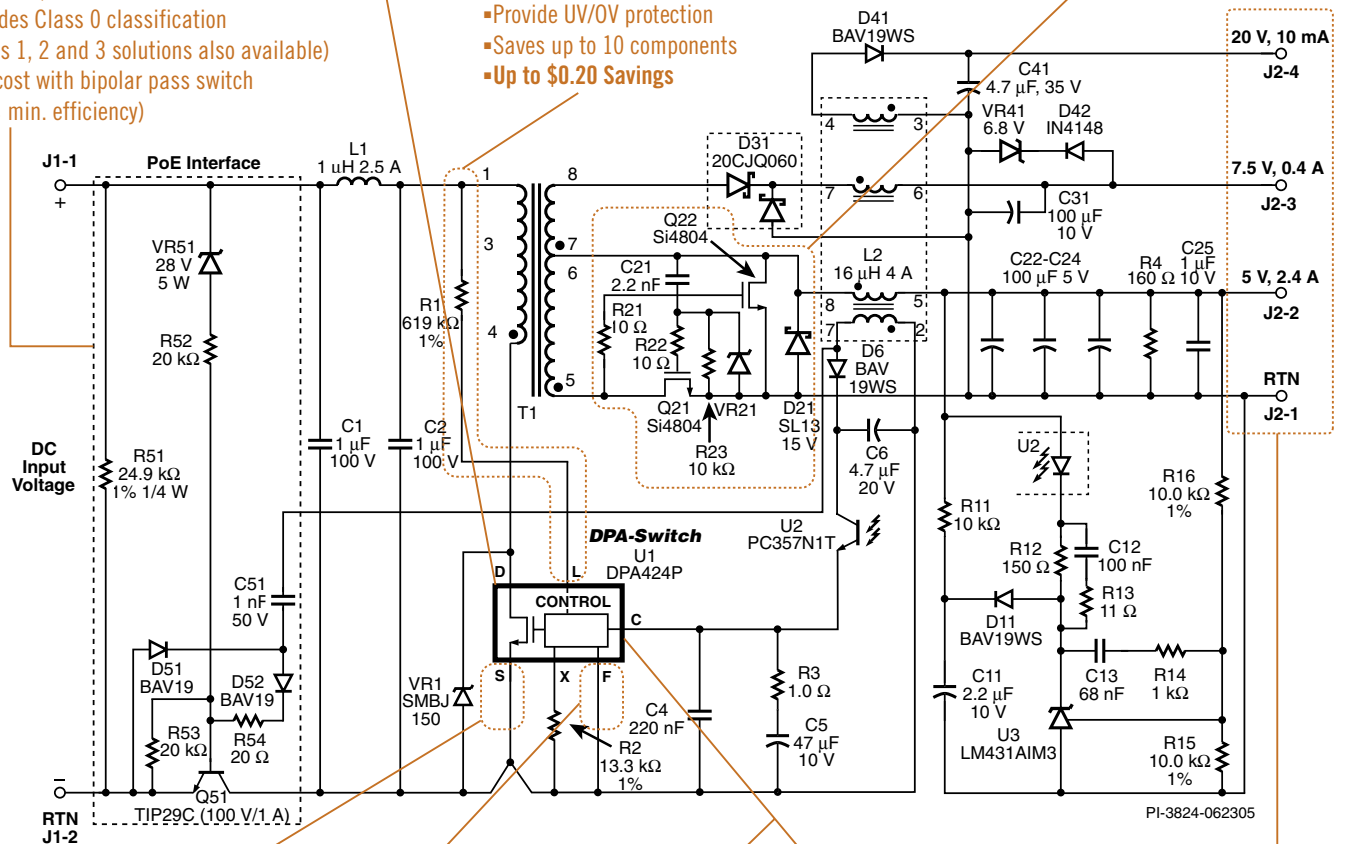 des Class 0 classification
s 1, 2 and 3 solutions also available)
cost with bipolar pass switch
min. efficiency)
▪Provide UV/OV protection
▪Saves up to 10 components
▪Up to $0.20 Savings
D41
BAV19WS
20 V, 10 mA
J2-4
C41
4.7 µF, 35 V
4
3
VR41
6.8 V
D42
IN4148
J1-1
+
PoE Interface
L1
1 µH 2.5 A
D31
20CJQ060
7.5 V, 0.4 A
J2-3
1
8
7
6
C31
100 µF
10 V
3
Q22
Si4804
7
6
VR51
28 V
5 W
C21
2.2 nF
L2
16 µH 4 A
C22-C24
100 µF 5 V
R4
160 Ω
C25
1 µF
10 V
5 V, 2.4 A
J2-2
8
5
R1
619 kΩ
1%
4
R21
10 Ω
R22
10 Ω
7
2
R52
20 kΩ
D6
BAV
19WS
5
T1
Q21
Si4804
VR21
D21
SL13
15 V
RTN
J2-1
R23
10 kΩ
C1
1 µF
100 V
C2
1 µF
100 V
DC
Input
Voltage
R51
24.9 kΩ
1% 1/4 W
C6
4.7 µF
20 V
U2
R16
10.0 kΩ
1%
R11
10 kΩ
U2
PC357N1T
DPA-Switch
U1
DPA424P
R12
150 Ω
C12
100 nF
R13
11 Ω
D
L
CONTROL
C
C51
1 nF
50 V
D11
BAV19WS
D51
BAV19
D52
BAV19
S
X
F
VR1
SMBJ
150
R3
1.0 Ω
C13
68 nF
R14
1 kΩ
C11
2.2 µF
10 V
C4
220 nF
C5
47 µF
10 V
R53
20 kΩ
R54
20 Ω
R2
13.3 kΩ
1%
U3
LM431AIM3
R15
10.0 kΩ
1%
–
RTN
J1-2
Q51
TIP29C (100 V/1 A)
PI-3824-062305